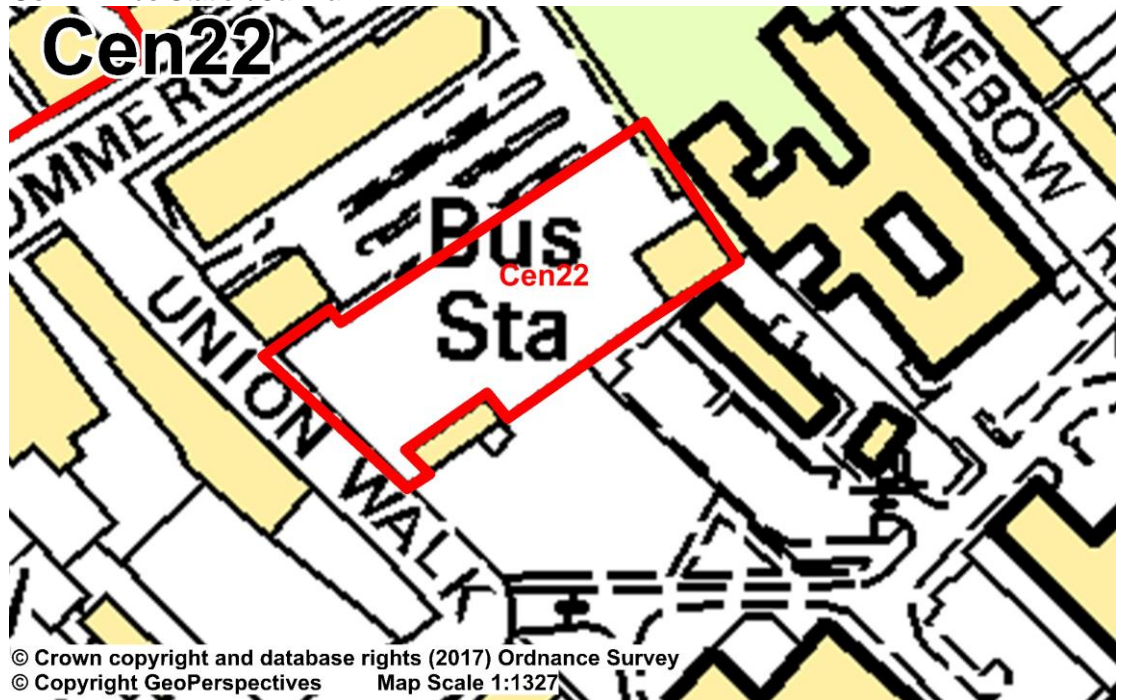 Cen22
UNION WALK
Bus
Cen22
Sta
© Crown copyright and database rights (2017) Ordnance Survey
© Copyright GeoPerspectives Map Scale 1:1327